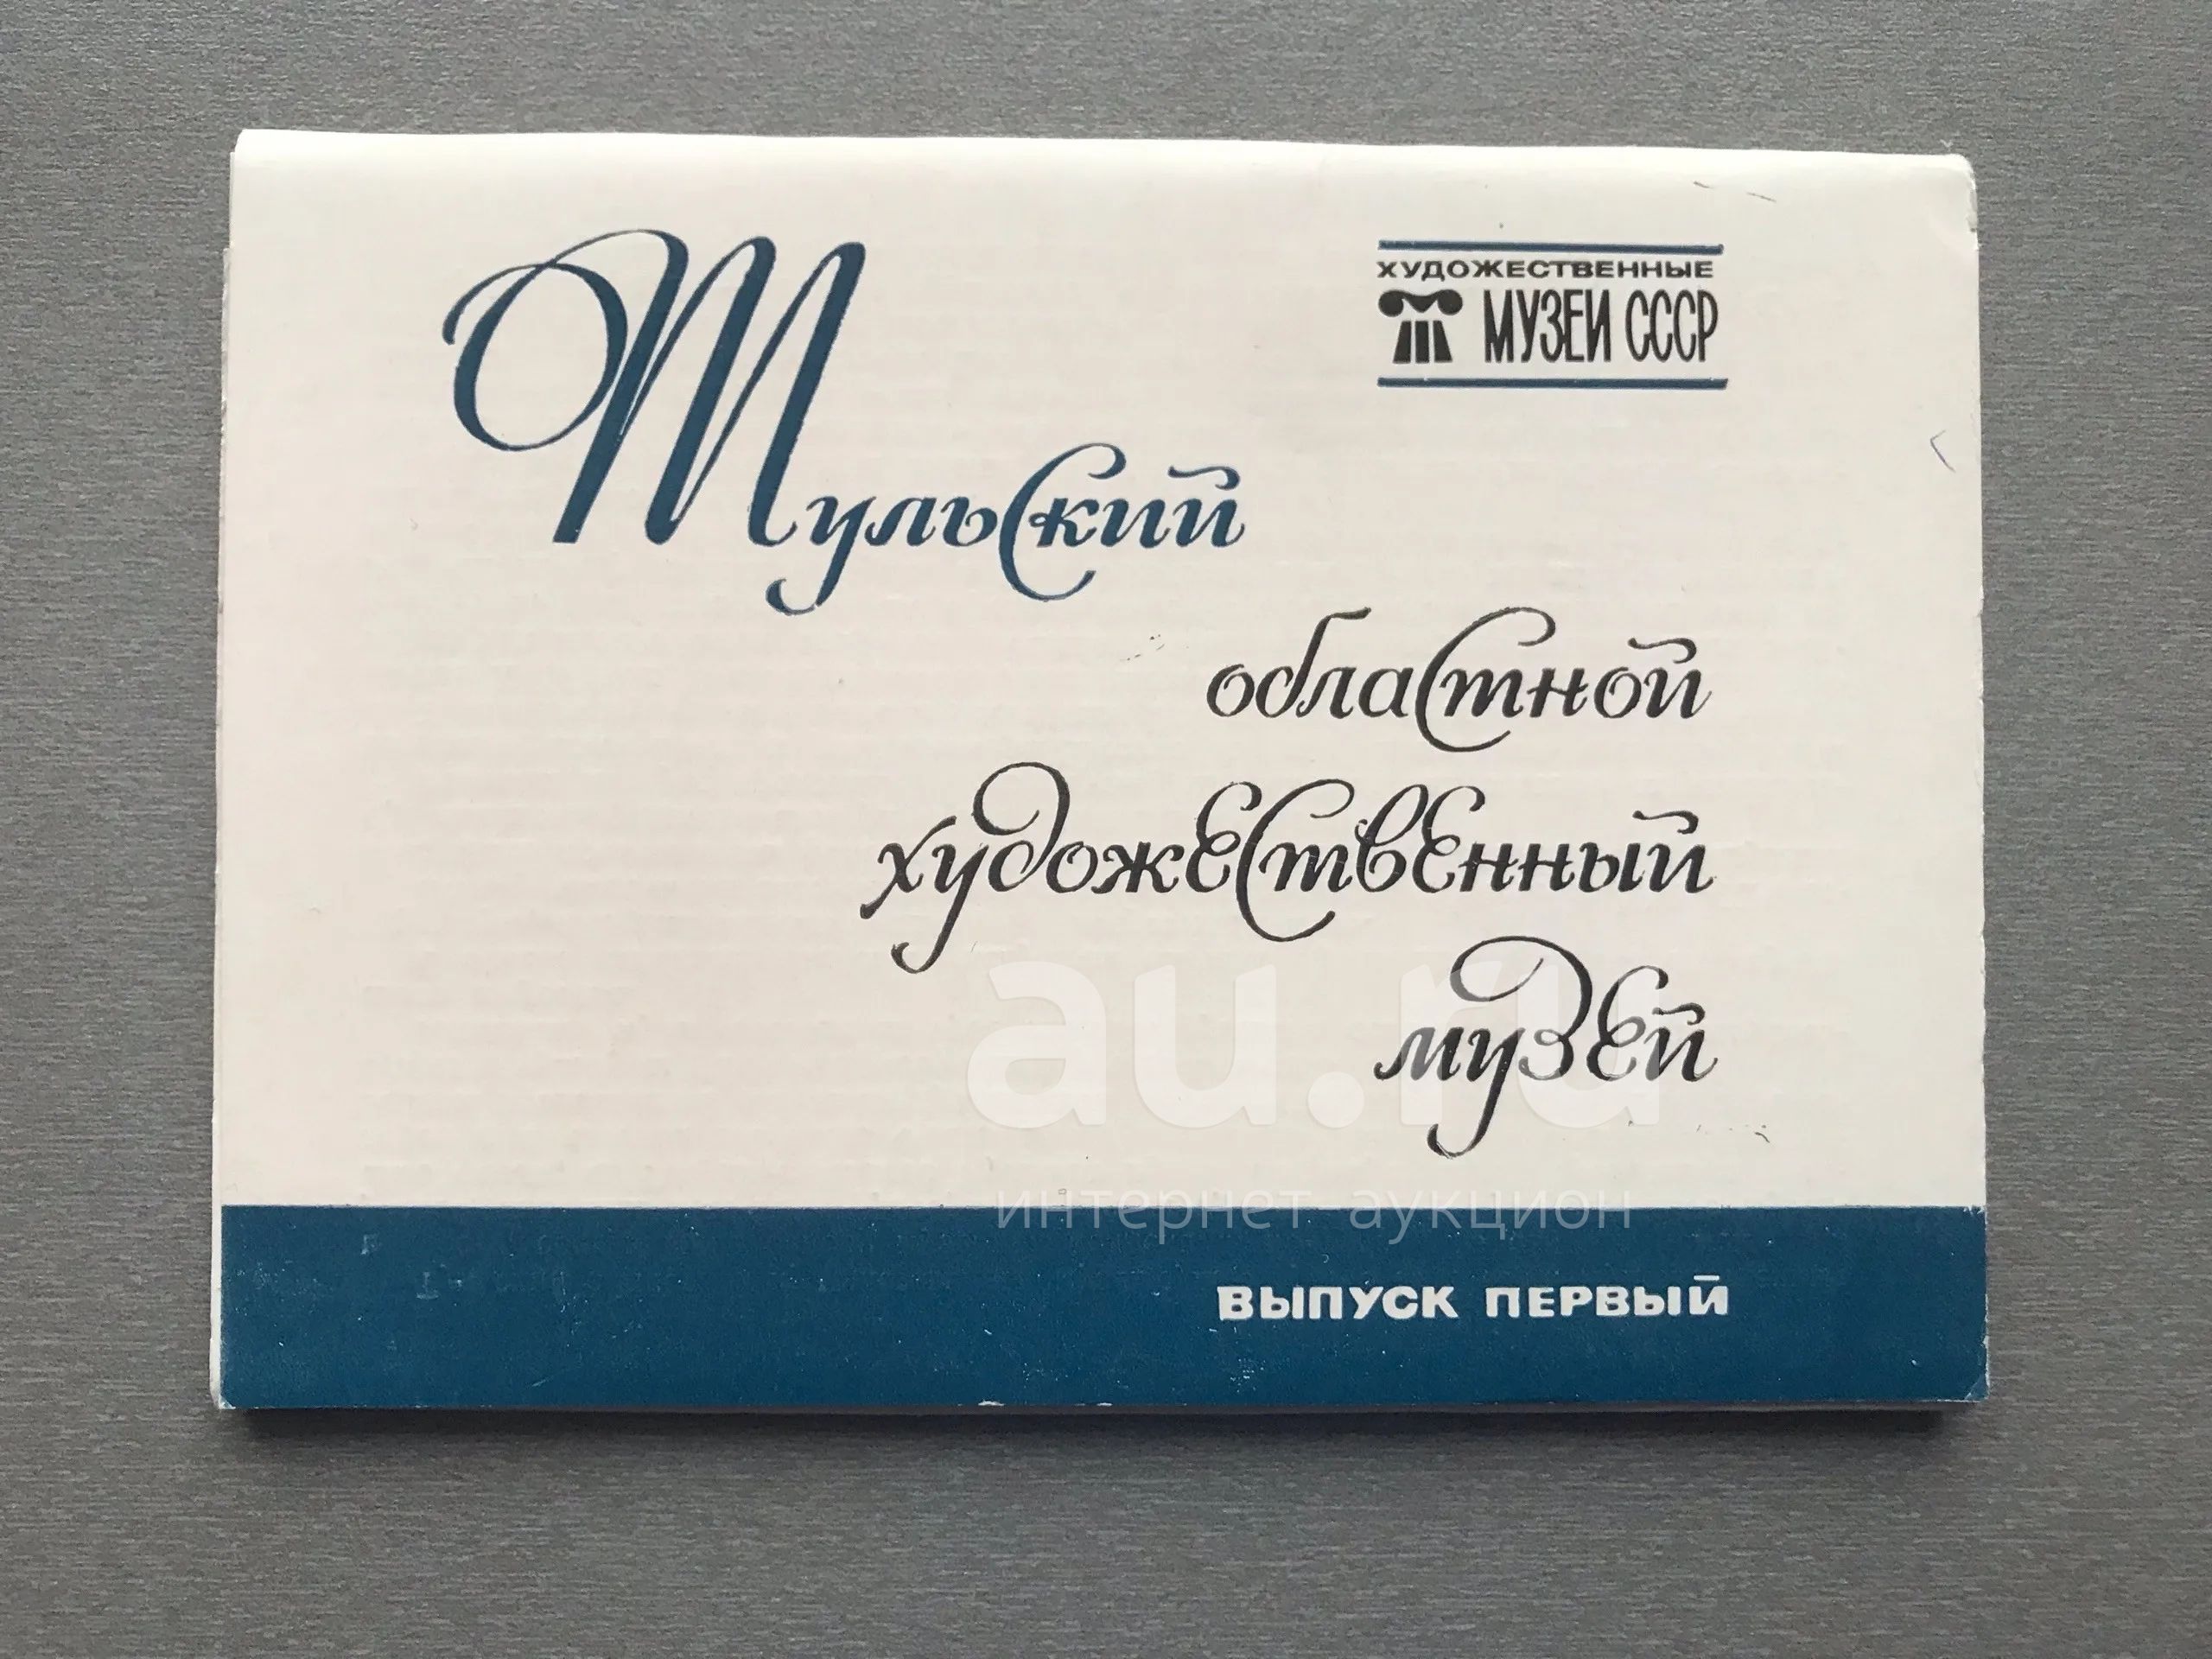 ХУДОЖЕСТВЕННЫЕ
МУЗЕИ СССР
Тульский
областной
художественный
музей
au.ru
интернет аукцион
ВЫПУСК ПЕРВЫЙ